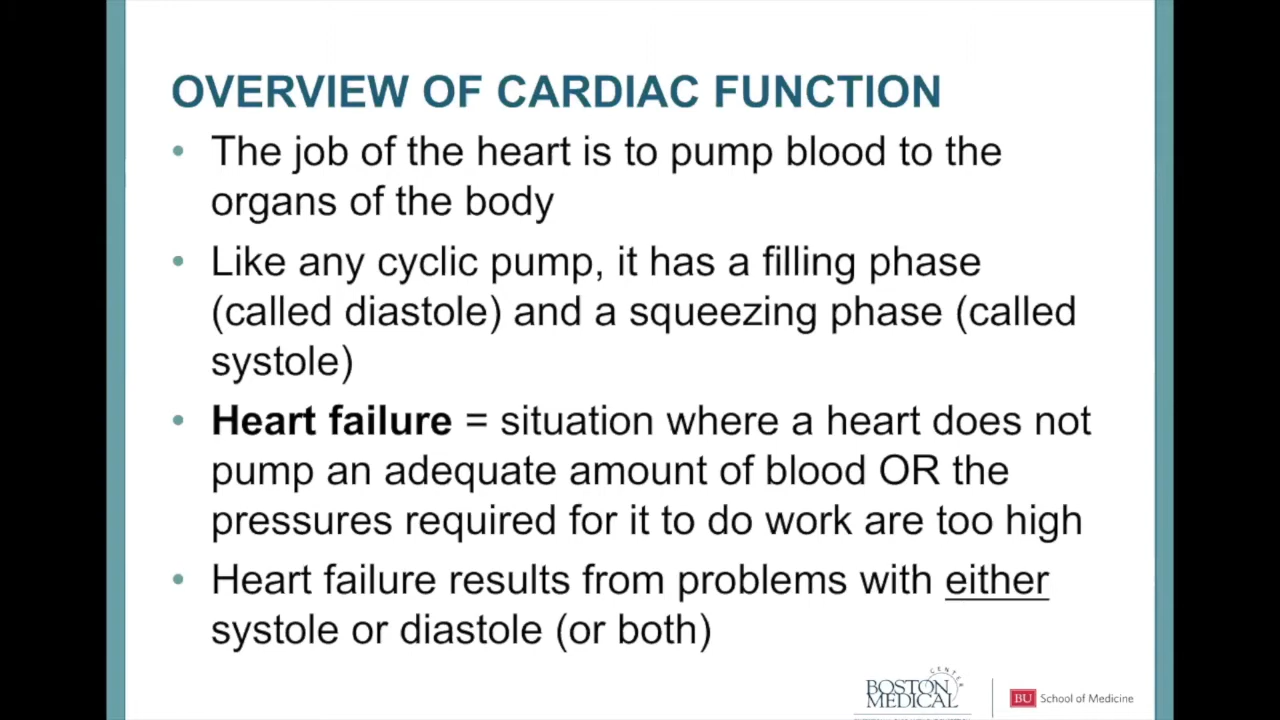 OVERVIEW OF CARDIAC FUNCTION
• The job of the heart is to pump blood to the
organs of the body
• Like any cyclic pump, it has a filling phase
(called diastole) and a squeezing phase (called
systole)
• Heart failure = situation where a heart does not
pump an adequate amount of blood OR the
pressures required for it to do work are too high
• Heart failure results from problems with either
systole or diastole (or both)
BOSTON
MEDICAL
CENTER
BU School of Medicine